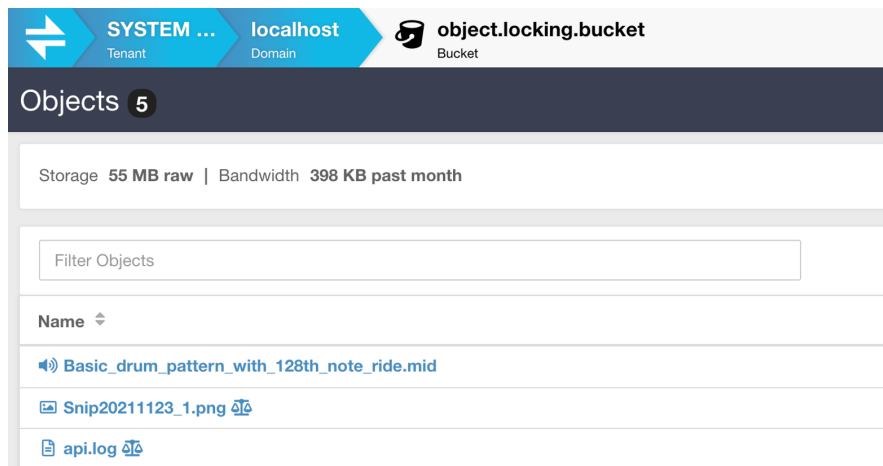 SYSTEM ...
Tenant
localhost
Domain
object.locking.bucket
Bucket
Objects 5
Storage 55 MB raw | Bandwidth 398 KB past month
Filter Objects
Name
Basic_drum_pattern_with_128th_note_ride.mid
Snip20211123_1.png
api.log